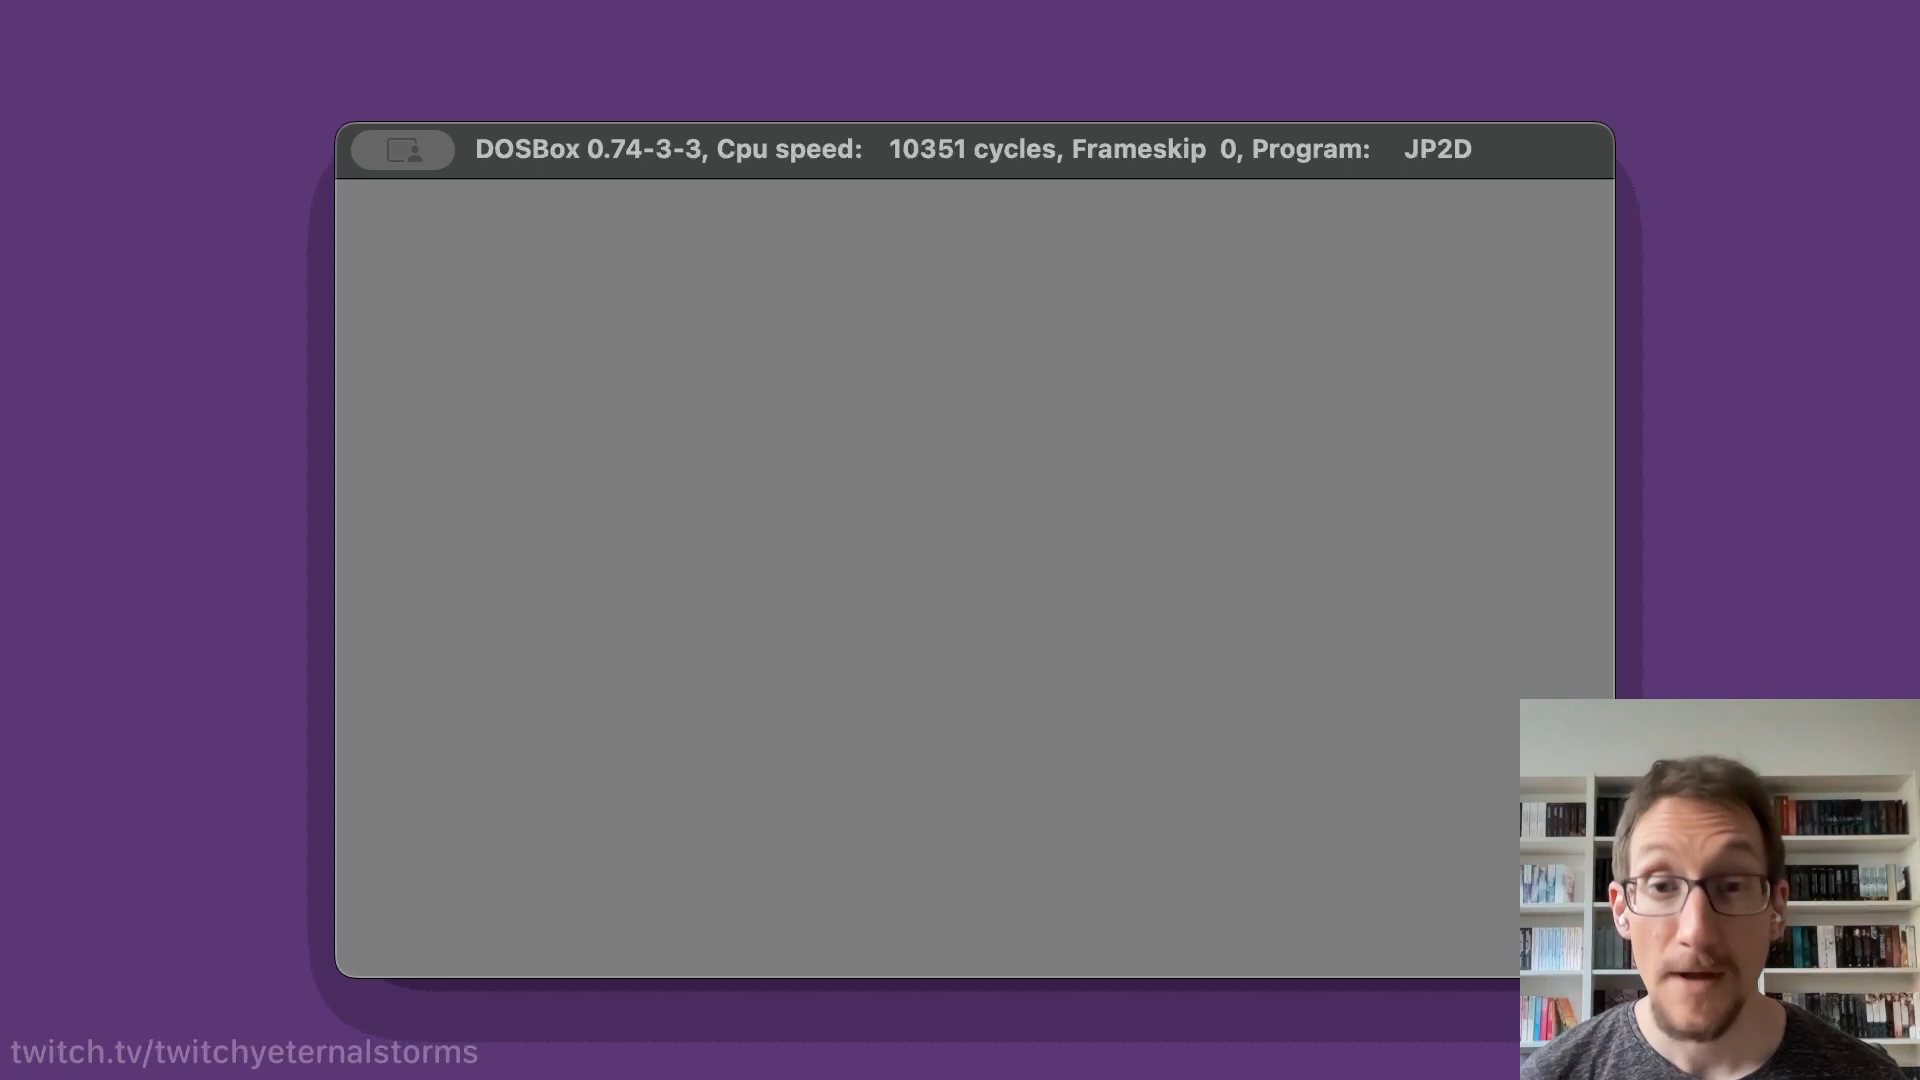 DOSBox 0.74-3-3, Cpu speed: 10351 cycles, Frameskip 0, Program: JP2D
twitch.tv/twitchyeternalstorms